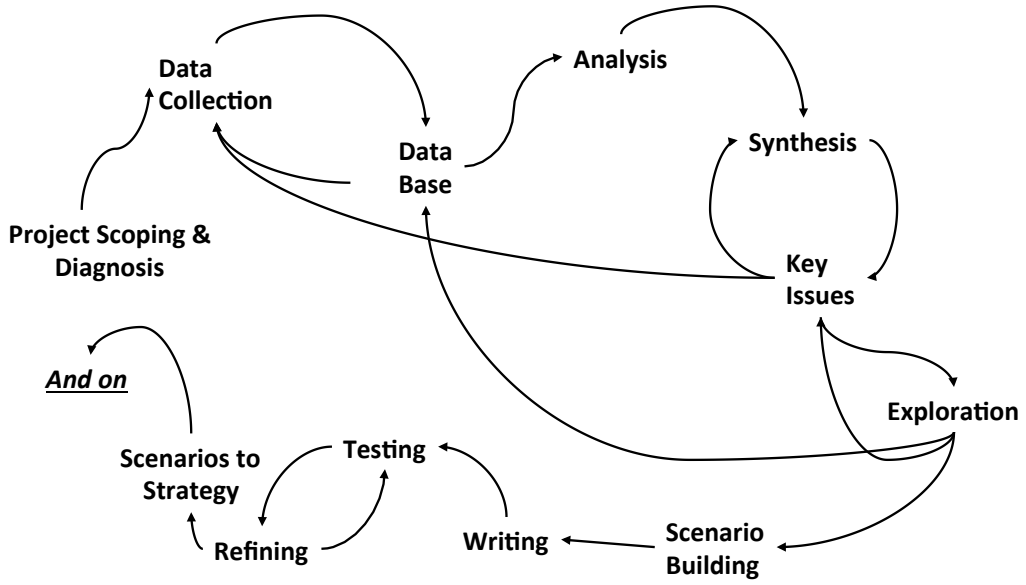 Data
Collection
Data
Base
Analysis
Synthesis
Project Scoping &
Diagnosis
Key
Issues
Exploration
Scenario
Building
Writing
Testing
Refining
Scenarios to
Strategy
And on